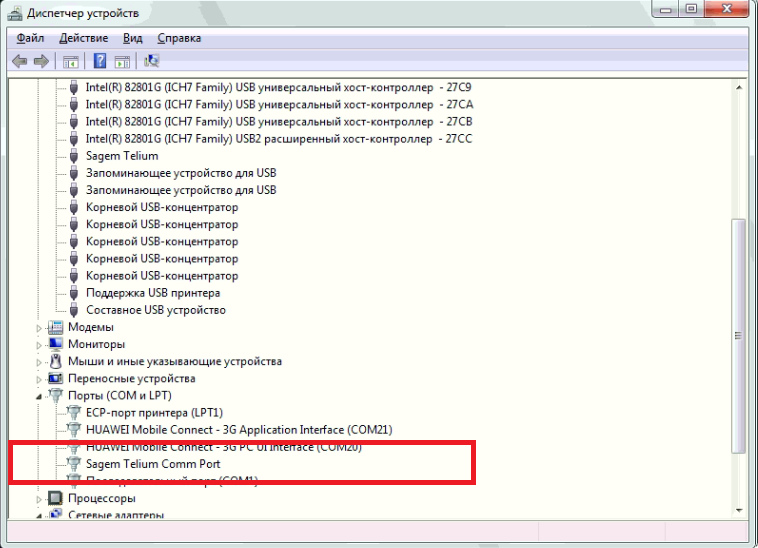 Диспетчер устройств
Файл Действие Вид Справка
Intel(R) 82801G (ICH7 Family) USB универсальный хост-контроллер - 27C9
Intel(R) 82801G (ICH7 Family) USB универсальный хост-контроллер - 27CA
Intel(R) 82801G (ICH7 Family) USB универсальный хост-контроллер - 27CB
Intel(R) 82801G (ICH7 Family) USB2 расширенный хост-контроллер - 27CC
Sagem Telium
Запоминающее устройство для USB
Запоминающее устройство для USB
Корневой USB-концентратор
Корневой USB-концентратор
Корневой USB-концентратор
Корневой USB-концентратор
Корневой USB-концентратор
Поддержка USB принтера
Составное USB устройство
Модемы
Мониторы
Мыши и иные указывающие устройства
Переносные устройства
Порты (COM и LPT)
ECP-порт принтера (LPT1)
HUAWEI Mobile Connect - 3G Application Interface (COM21)
HUAWEI Mobile Connect - 3G PC UI Interface (COM20)
Sagem Telium Comm Port
Последовательный порт (COM1)
Процессоры
Сетевые адаптеры